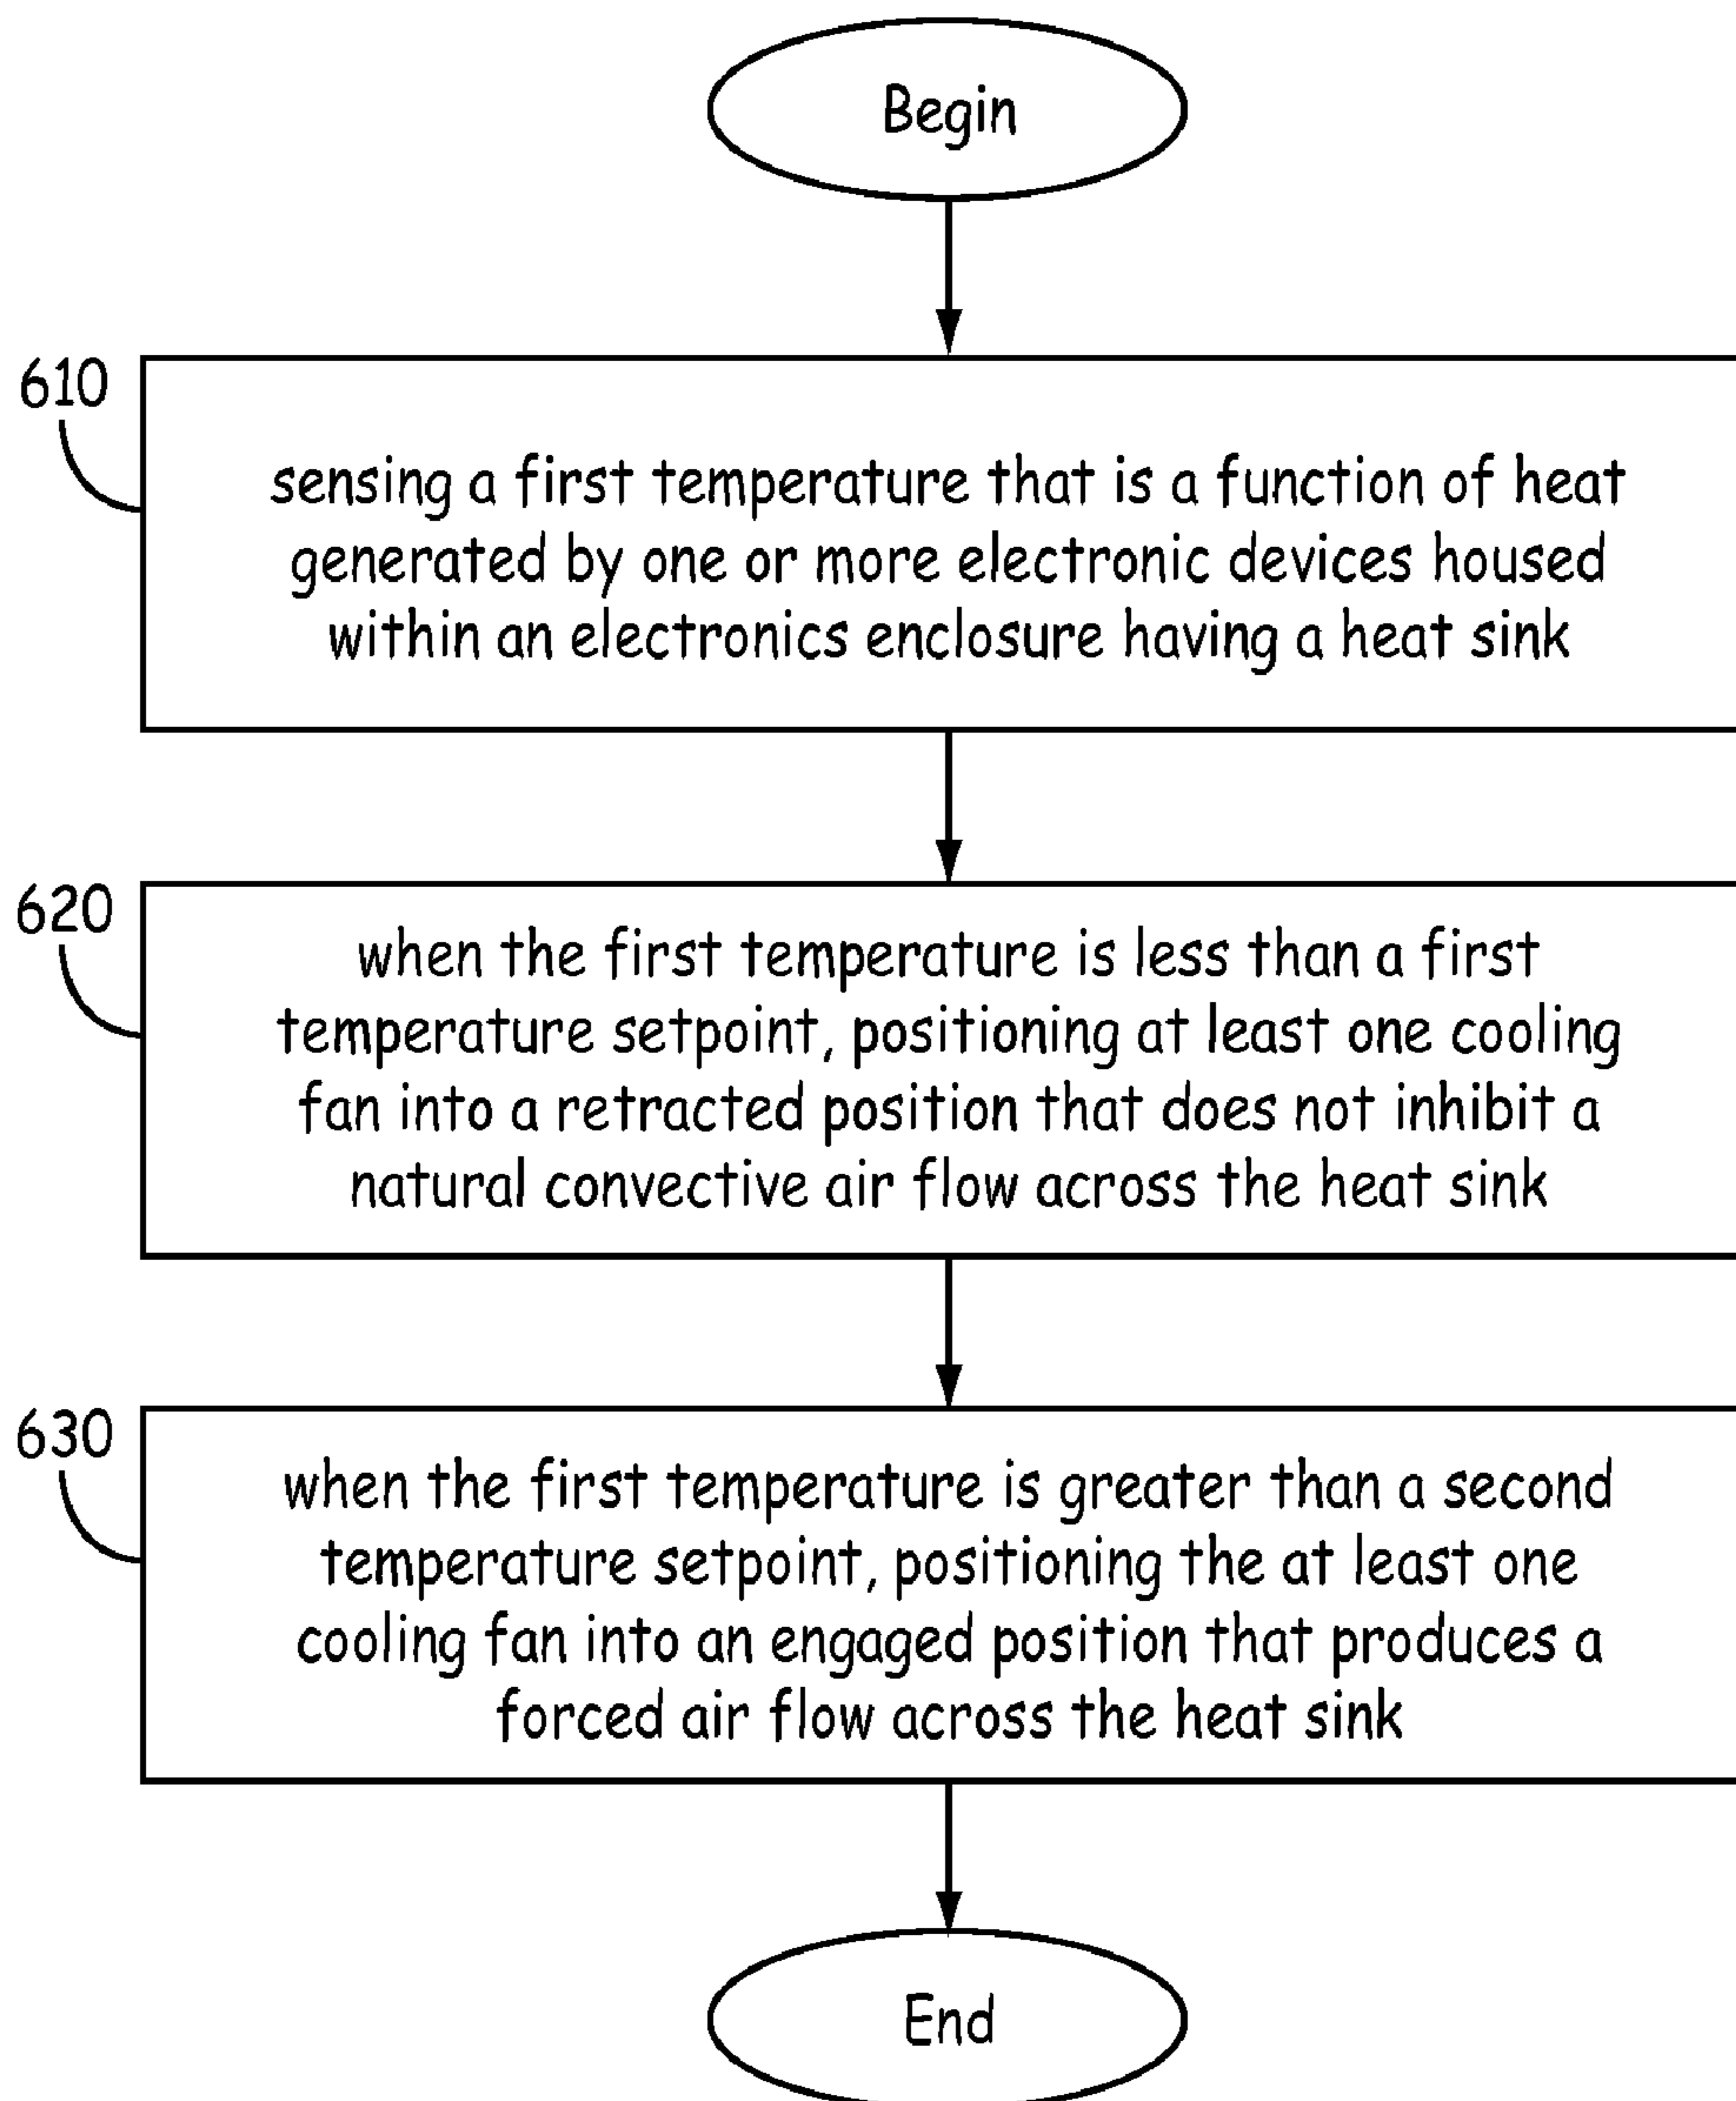 Begin
610
sensing a first temperature that is a function of heat
generated by one or more electronic devices housed
within an electronics enclosure having a heat sink
620
when the first temperature is less than a first
temperature setpoint, positioning at least one cooling
fan into a retracted position that does not inhibit a
natural convective air flow across the heat sink
630
when the first temperature is greater than a second
temperature setpoint, positioning the at least one
cooling fan into an engaged position that produces a
forced air flow across the heat sink
End